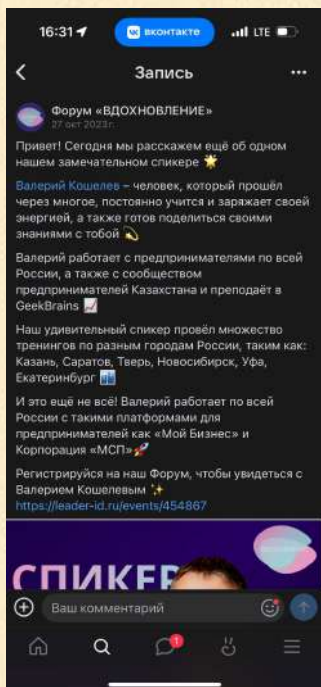 16:31
вконтакте
LTE
Запись
Форум «ВДОХНОВЛЕНИЕ»
27 окт 2023г.
Привет! Сегодня мы расскажем ещё об одном
нашем замечательном спикере
Валерий Кошелев – человек, который прошёл
через многое, постоянно учится и заряжает своей
энергией, а также готов поделиться своими
знаниями с тобой
Валерий работает с предпринимателями по всей
России, а также с сообществом
предпринимателей Казахстана и преподаёт в
GeekBrains
Наш удивительный спикер провёл множество
тренингов по разным городам России, таким как:
Казань, Саратов, Тверь, Новосибирск, Уфа,
Екатеринбург
И это ещё не всё! Валерий работает по всей
России с такими платформами для
предпринимателей как «Мой Бизнес» и
Корпорация «МСП»
Регистрируйся на наш Форум, чтобы увидеться с
Валерием Кошелевым
https://leader-id.ru/events/454867
СПИКЕР
Ваш комментарий
1